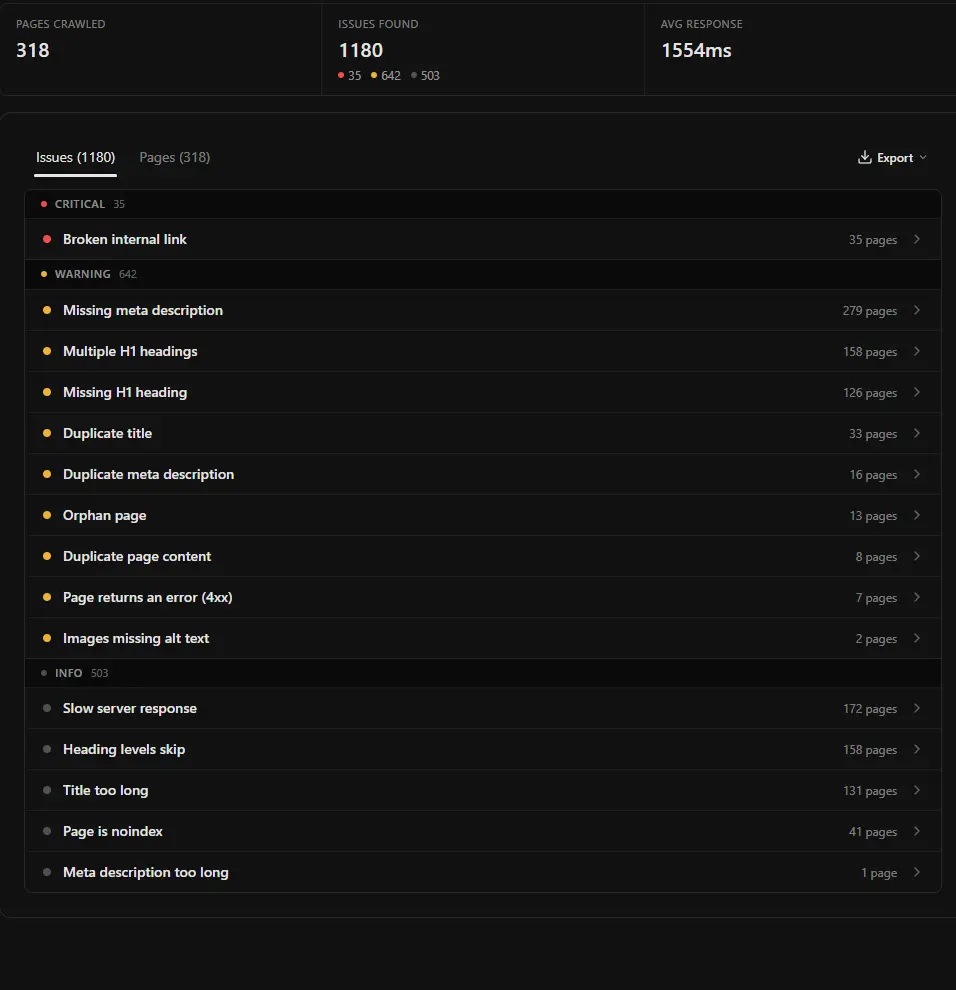 PAGES CRAWLED
318
ISSUES FOUND
1180
35 642 503
AVG RESPONSE
1554ms
Issues (1180) Pages (318) Export
CRITICAL 35
Broken internal link 35 pages
WARNING 642
Missing meta description 279 pages
Multiple H1 headings 158 pages
Missing H1 heading 126 pages
Duplicate title 33 pages
Duplicate meta description 16 pages
Orphan page 13 pages
Duplicate page content 8 pages
Page returns an error (4xx) 7 pages
Images missing alt text 2 pages
INFO 503
Slow server response 172 pages
Heading levels skip 158 pages
Title too long 131 pages
Page is noindex 41 pages
Meta description too long 1 page